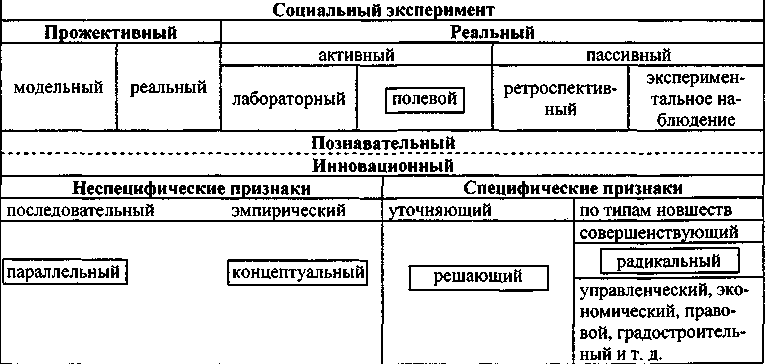 Социальный эксперимент
Прожективный Реальный
активный пассивный
модельный реальный лабораторный полевой ретроспектив-
ный эксперимен-
тальное на-
блюдение
Познавательный
Инновационный
Неспецифические признаки Специфические признаки
последовательный эмпирический уточняющий по типам новшеств
совершенствующий
параллельный концептуальный решающий радикальный
управленческий, эко-
номический, право-
вой, градостроитель-
ный и т. д.